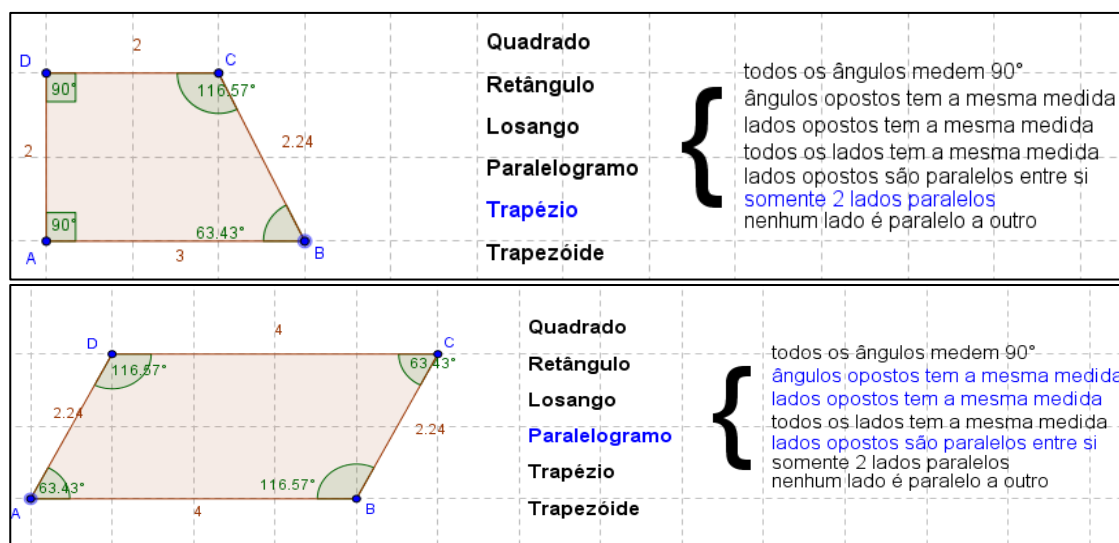 2
D
C
90°
116.57°
2
2.24
90°
63.43°
A
3
B
Quadrado
Retângulo
Losango
Paralelogramo
Trapézio
Trapezóide
{
todos os ângulos medem 90°
ângulos opostos tem a mesma medida
lados opostos tem a mesma medida
todos os lados tem a mesma medida
lados opostos são paralelos entre si
somente 2 lados paralelos
nenhum lado é paralelo a outro
4
D
C
116.57°
63.43°
2.24
2.24
63.43°
116.57°
A
4
B
Quadrado
Retângulo
Losango
Paralelogramo
Trapézio
Trapezóide
{
todos os ângulos medem 90°
ângulos opostos tem a mesma medida
lados opostos tem a mesma medida
todos os lados tem a mesma medida
lados opostos são paralelos entre si
somente 2 lados paralelos
nenhum lado é paralelo a outro